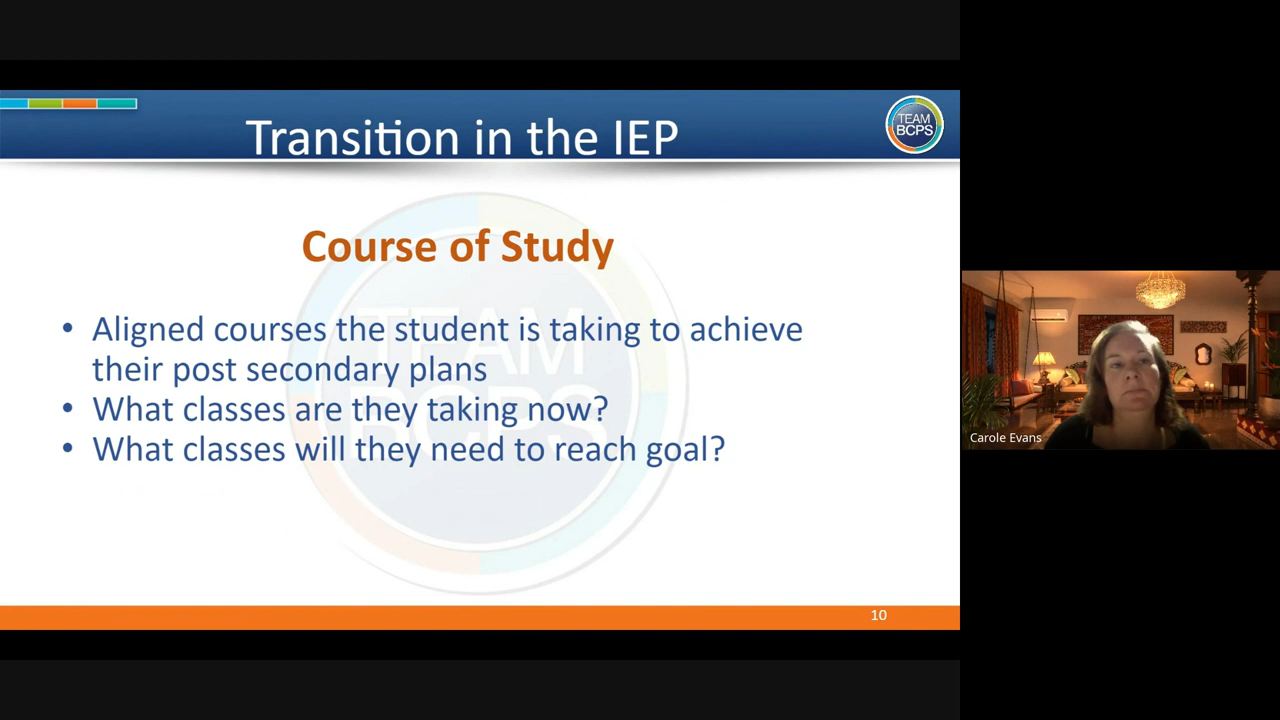 Transition in the IEP
TEAM
BCPS
Course of Study
• Aligned courses the student is taking to achieve
their post secondary plans
• What classes are they taking now?
• What classes will they need to reach goal?
TEAM
BCPS
10
Carole Evans